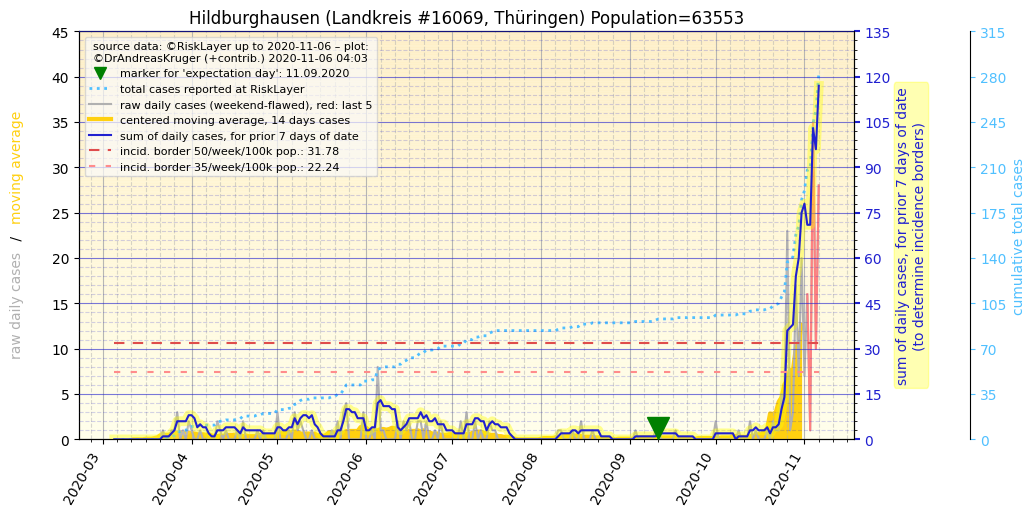 Hildburghausen (Landkreis #16069, Thüringen) Population=63553
source data: ©RiskLayer up to 2020-11-06 – plot:
©DrAndreasKruger (+contrib.) 2020-11-06 04:03
marker for 'expectation day': 11.09.2020
total cases reported at RiskLayer
raw daily cases (weekend-flawed), red: last 5
centered moving average, 14 days cases
sum of daily cases, for prior 7 days of date
incid. border 50/week/100k pop.: 31.78
incid. border 35/week/100k pop.: 22.24
raw daily cases / moving average
45
40
35
30
25
20
15
10
5
0
2020-03
2020-04
2020-05
2020-06
2020-07
2020-08
2020-09
2020-10
2020-11
135
120
105
90
75
60
45
30
15
0
sum of daily cases, for prior 7 days of date
(to determine incidence borders)
315
280
245
210
175
140
105
70
35
0
cumulative total cases